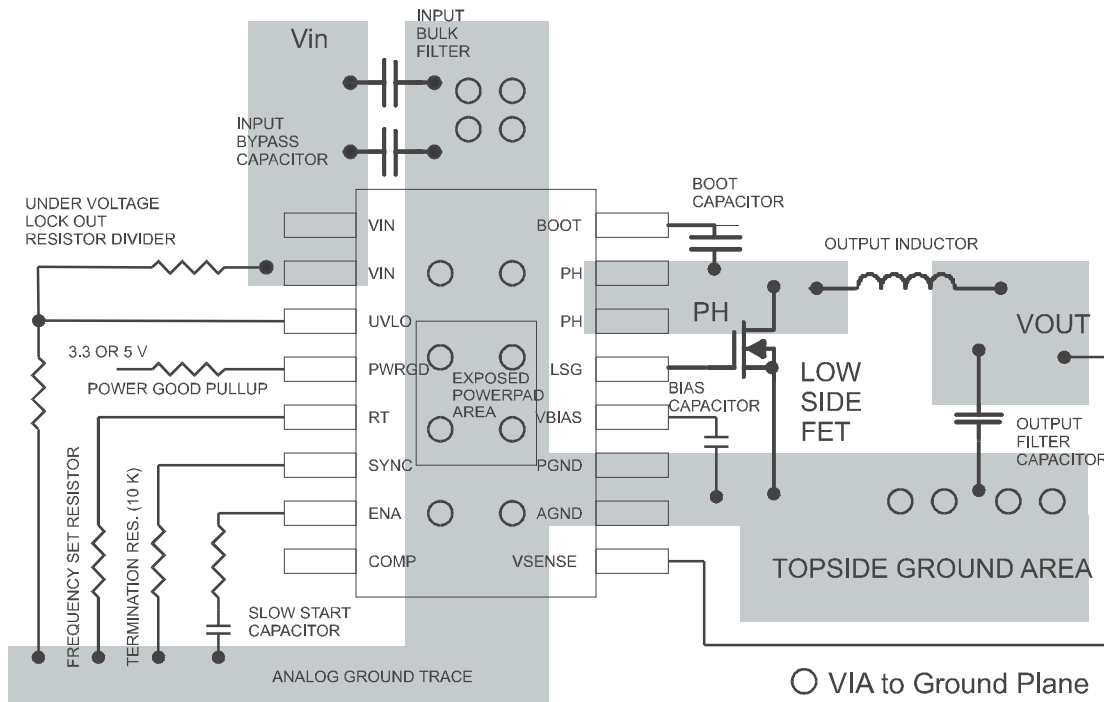 INPUT
BULK
FILTER
Vin
INPUT
BYPASS
CAPACITOR
UNDER VOLTAGE
LOCK OUT
RESISTOR DIVIDER
BOOT
CAPACITOR
OUTPUT INDUCTOR
VIN
VIN
UVLO
PWRGD
RT
SYNC
ENA
COMP
BOOT
PH
PH
LSG
VBIAS
PGND
AGND
VSENSE
EXPOSED
POWERPAD
AREA
3.3 OR 5 V
POWER GOOD PULLUP
PH
VOUT
LOW
SIDE
FET
BIAS
CAPACITOR
OUTPUT
FILTER
CAPACITOR
FREQUENCY SET RESISTOR
TERMINATION RES. (10 K)
SLOW START
CAPACITOR
TOPSIDE GROUND AREA
ANALOG GROUND TRACE
VIA to Ground Plane